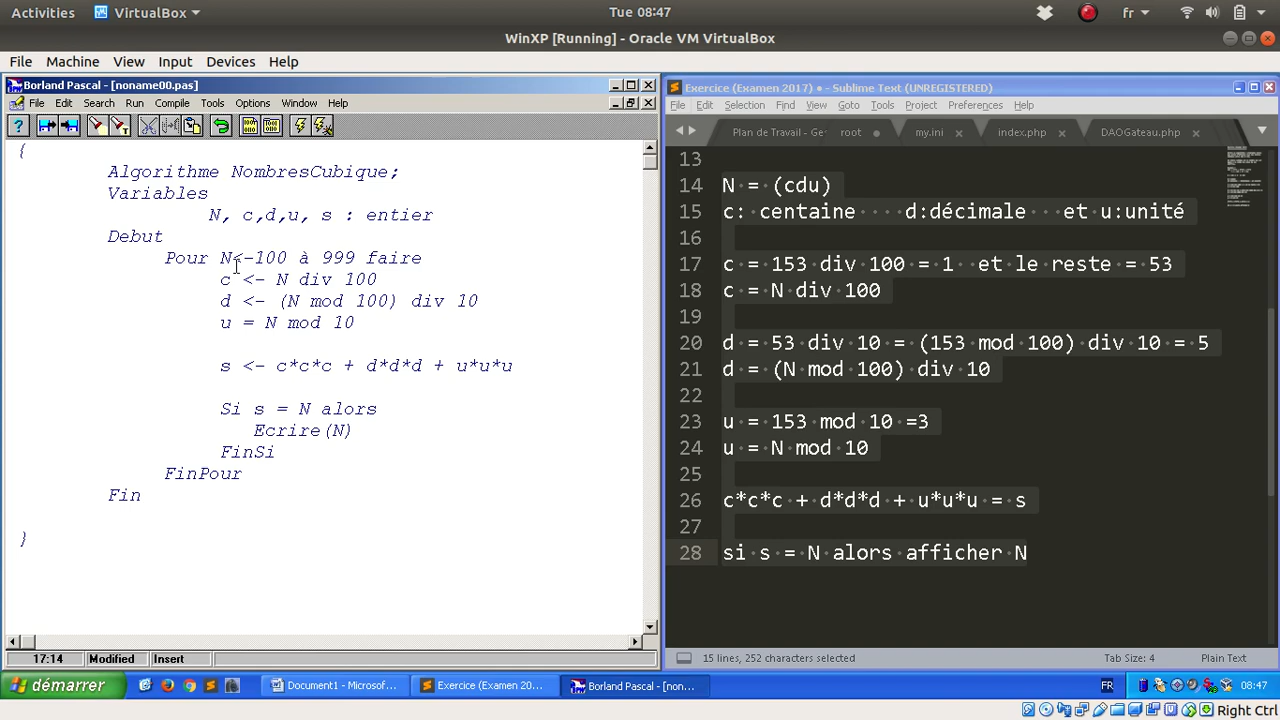 Activities VirtualBox Tue 08:47 fr
WinXP [Running] - Oracle VM VirtualBox
File Machine View Input Devices Help
Borland Pascal - [noname00.pas]
File Edit Search Run Compile Tools Options Window Help
{
Algorithme NombresCubique;
Variables
N, c,d,u, s : entier
Debut
Pour N<-100 à 999 faire
c <- N div 100
d <- (N mod 100) div 10
u = N mod 10
s <- c*c*c + d*d*d + u*u*u
Si s = N alors
Ecrire(N)
FinSi
FinPour
Fin
}
17:14 Modified Insert
Exercice (Examen 2017) • - Sublime Text (UNREGISTERED)
File Edit Selection Find View Goto Tools Project Preferences Help
Plan de Travail - Ge root my.ini index.php DAOGateau.php
13
14 N = (cdu)
15 c: centaine d:décimale et u:unité
16
17 c = 153 div 100 = 1 et le reste = 53
18 c = N div 100
19
20 d = 53 div 10 = (153 mod 100) div 10 = 5
21 d = (N mod 100) div 10
22
23 u = 153 mod 10 =3
24 u = N mod 10
25
26 c*c*c + d*d*d + u*u*u = s
27
28 si s = N alors afficher N
15 lines, 252 characters selected Tab Size: 4 Plain Text
démarrer Document1 - Microsof... Exercice (Examen 20... Borland Pascal - [non... FR 08:47
Right Ctrl